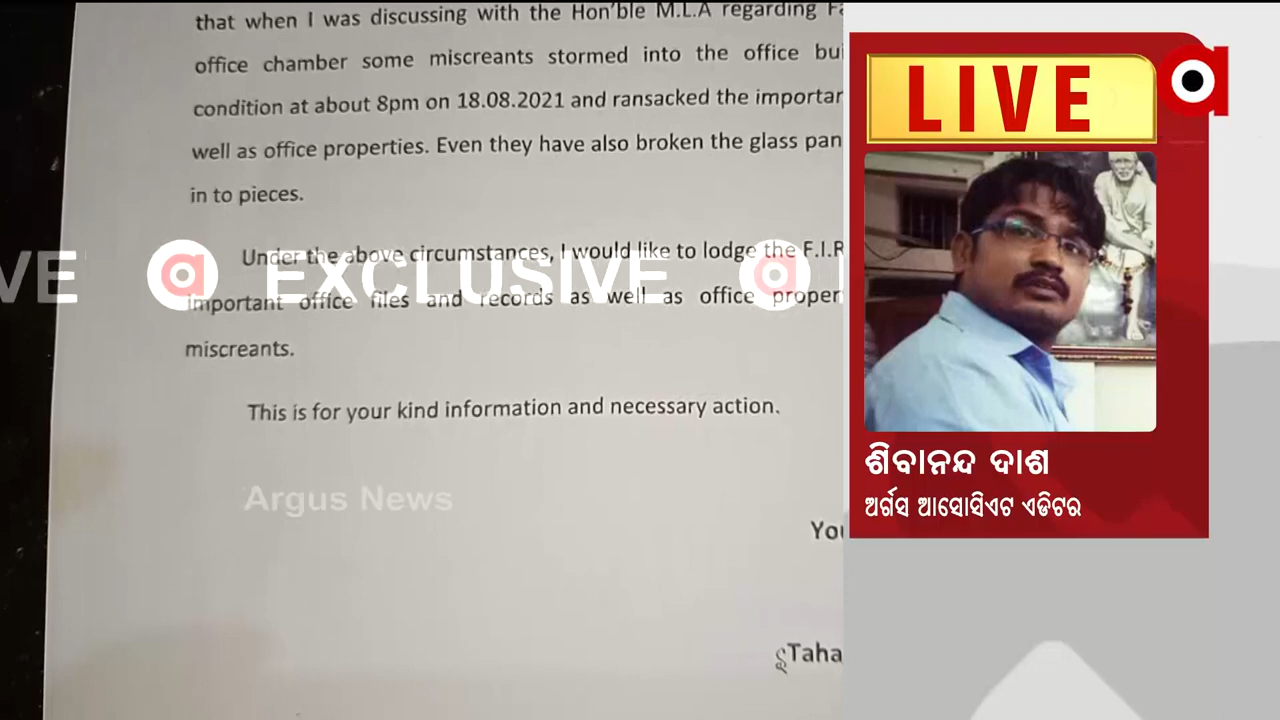 that when I was discussing with the Hon'ble M.L.A regarding
office chamber some miscreants stormed into the office
condition at about 8pm on 18.08.2021 and ransacked the
well as office properties. Even they have also broken the glass
in to pieces.
Under the above circumstances, I would like to lodge the F.I.R
important office files and records as well as office
miscreants.
This is for your kind information and necessary action.
EXCLUSIVE
Argus News
LIVE
ଶିବାନନ୍ଦ ଦାଶ
ଅର୍ଗସ ଆସୋସିଏଟ ଏଡିଟର